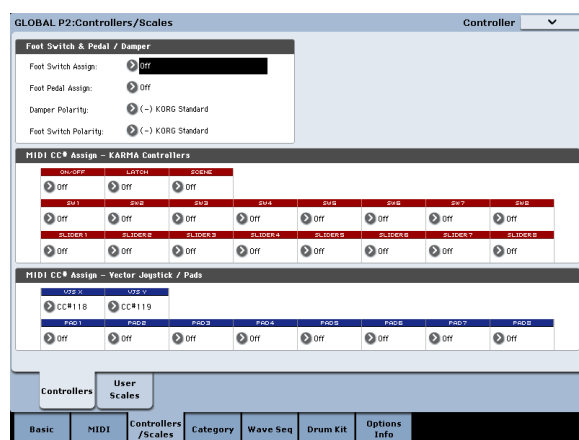 GLOBAL P2:Controllers/Scales Controller
Foot Switch & Pedal / Damper
Foot Switch Assign: Off
Foot Pedal Assign: Off
Damper Polarity: (-) KORG Standard
Foot Switch Polarity: (-) KORG Standard
MIDI CC# Assign - KARMA Controllers
ON/OFF LATCH SCENE
Off Off Off
SW1 SW2 SW3 SW4 SW5 SW6 SW7 SW8
Off Off Off Off Off Off Off Off
SLIDER1 SLIDER2 SLIDER3 SLIDER4 SLIDER5 SLIDER6 SLIDER7 SLIDER8
Off Off Off Off Off Off Off Off
MIDI CC# Assign - Vector Joystick / Pads
VJS X VJS Y
CC#118 CC#119
PAD1 PAD2 PAD3 PAD4 PAD5 PAD6 PAD7 PAD8
Off Off Off Off Off Off Off Off
Controllers User Scales
Basic MIDI Controllers /Scales Category Wave Seq Drum Kit Options Info